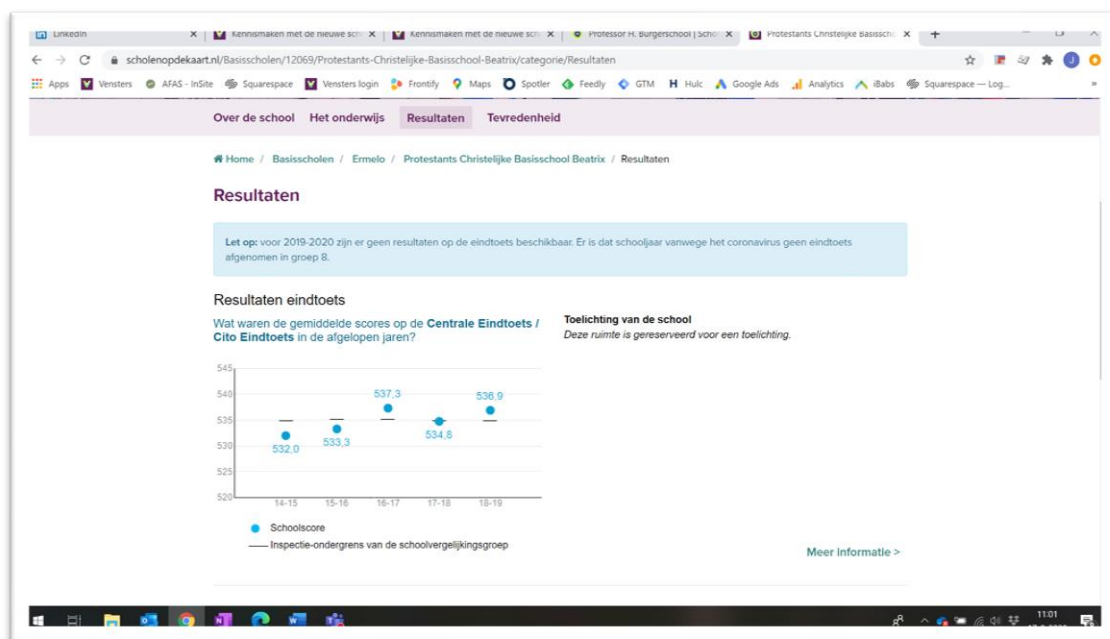 Linkedin
Kennismaken met de nieuwe sch
Kennismaken met de nieuwe sch
Professor H. Burgerschool | Scho
Protestants Christelijke Basissch
scholenopdekaart.nl/Basisscholen/12069/Protestants-Christelijke-Basisschool-Beatrix/categorie/Resultaten
Apps Vensters AFAS - InSite Squarespace Vensters login Frontify Maps Spotler Feedly GTM Hulc Google Ads Analytics iBabs Squarespace — Log...
Over de school Het onderwijs Resultaten Tevredenheid
Home / Basisscholen / Ermelo / Protestants Christelijke Basisschool Beatrix / Resultaten
Resultaten
Let op: voor 2019-2020 zijn er geen resultaten op de eindtoets beschikbaar. Er is dat schooljaar vanwege het coronavirus geen eindtoets
afgenomen in groep 8.
Resultaten eindtoets
Wat waren de gemiddelde scores op de Centrale Eindtoets /
Cito Eindtoets in de afgelopen jaren?
Toelichting van de school
Deze ruimte is gereserveerd voor een toelichting.
545
540
535
530
525
520
532,0
533,3
537,3
534,8
536,9
14-15 15-16 16-17 17-18 18-19
Schoolscore
Inspectie-ondergrens van de schoolvergelijkingsgroep
Meer informatie >
11:01